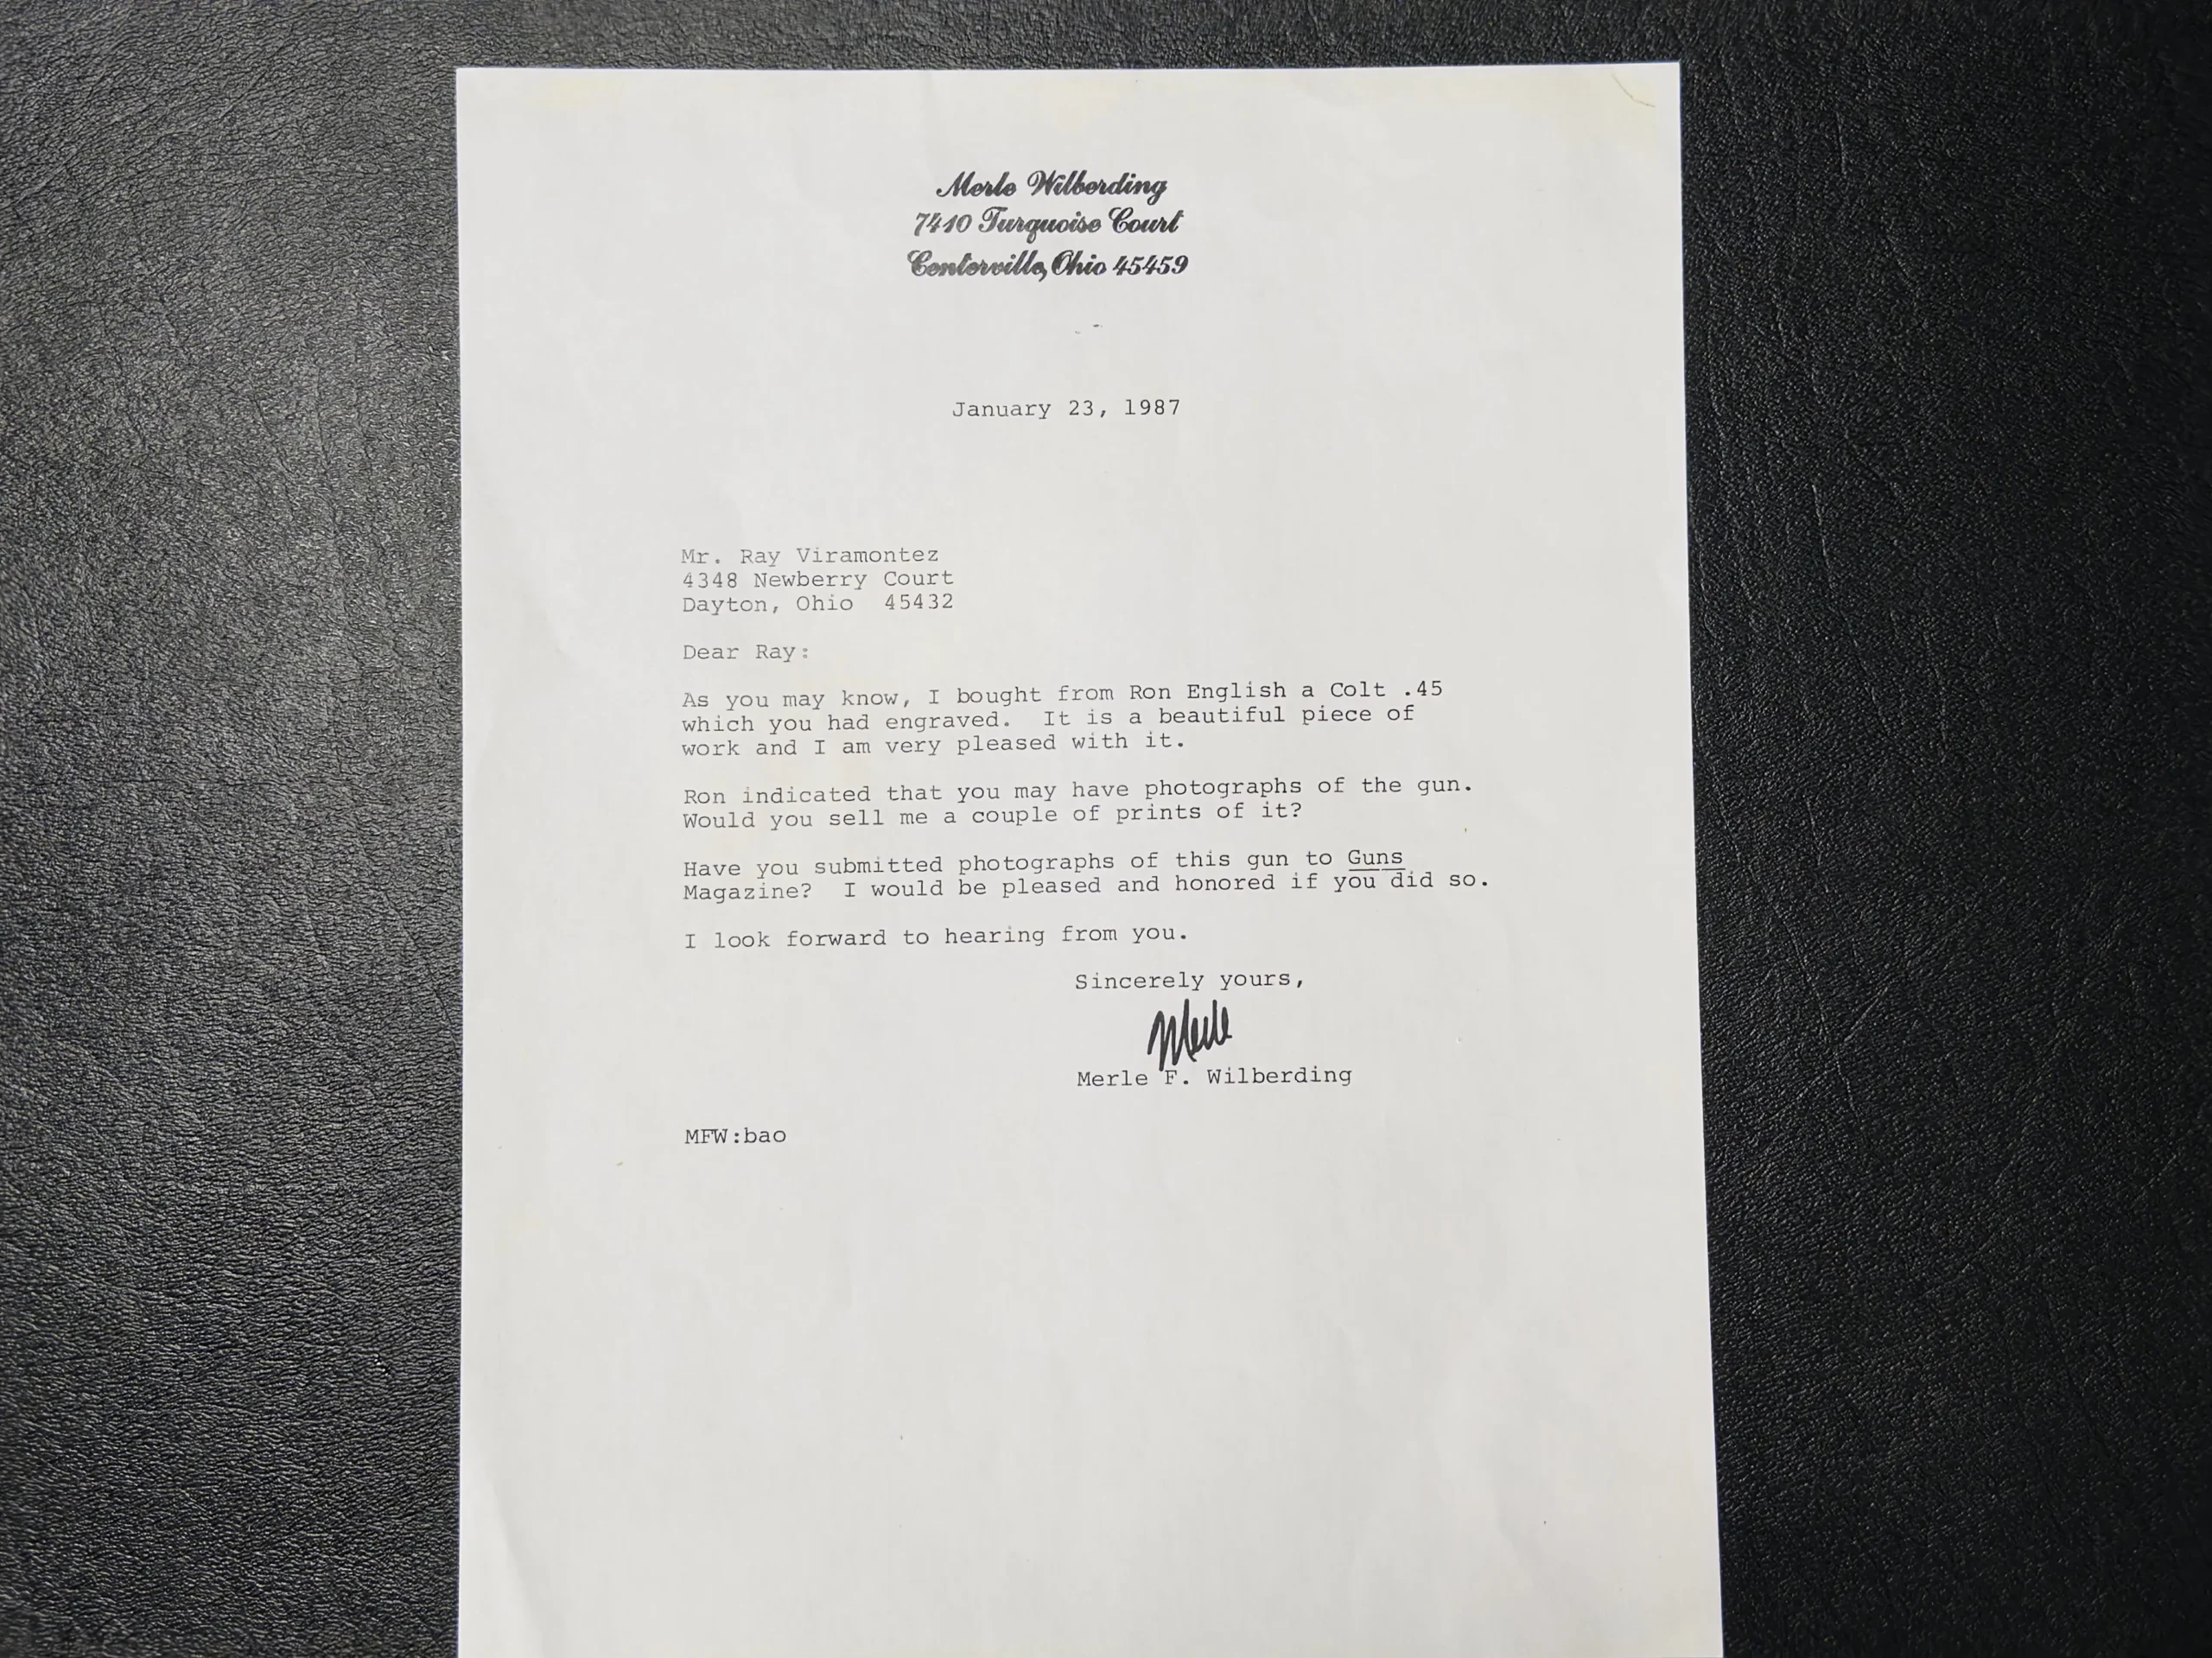 Merle Wilberding
7410 Turquoise Court
Centerville, Ohio 45459
January 23, 1987
Mr. Ray Viramontez
4348 Newberry Court
Dayton, Ohio  45432
Dear Ray:
As you may know, I bought from Ron English a Colt .45
which you had engraved.  It is a beautiful piece of
work and I am very pleased with it.
Ron indicated that you may have photographs of the gun.
Would you sell me a couple of prints of it?
Have you submitted photographs of this gun to Guns
Magazine?  I would be pleased and honored if you did so.
I look forward to hearing from you.
Sincerely yours,
Merle
Merle F. Wilberding
MFW:bao